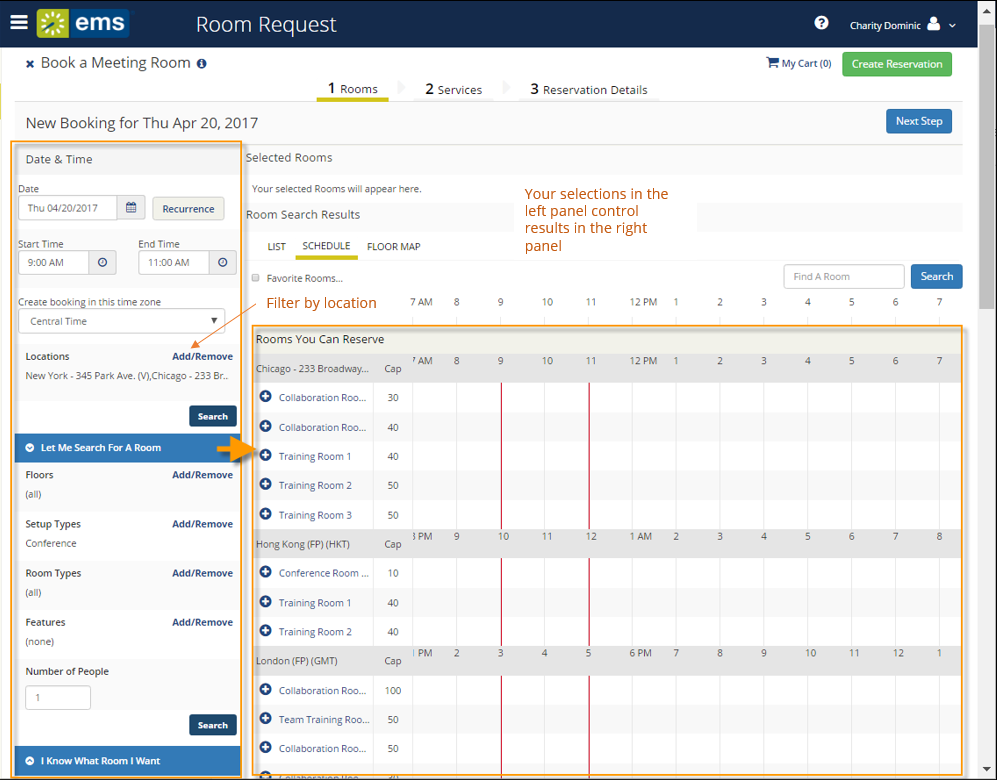 ems
Room Request
Charity Dominic
Book a Meeting Room
My Cart (0)
Create Reservation
1 Rooms
2 Services
3 Reservation Details
New Booking for Thu Apr 20, 2017
Next Step
Date & Time
Date
Thu 04/20/2017
Recurrence
Start Time
End Time
9:00 AM
11:00 AM
Create booking in this time zone
Central Time
Locations
Add/Remove
New York - 345 Park Ave. (V),Chicago - 233 Br..
Search
Let Me Search For A Room
Floors
Add/Remove
(all)
Setup Types
Add/Remove
Conference
Room Types
Add/Remove
(all)
Features
Add/Remove
(none)
Number of People
1
Search
I Know What Room I Want
Selected Rooms
Your selected Rooms will appear here.
Your selections in the
left panel control
results in the right
panel
Room Search Results
LIST
SCHEDULE
FLOOR MAP
Favorite Rooms...
Find A Room
Search
Filter by location
7 AM 8 9 10 11 12 PM 1 2 3 4 5 6 7
Rooms You Can Reserve
Chicago - 233 Broadway... Cap 7 AM 8 9 10 11 12 PM 1 2 3 4 5 6 7
Collaboration Roo... 30
Collaboration Roo... 40
Training Room 1 40
Training Room 2 50
Training Room 3 50
Hong Kong (FP) (HKT) Cap PM 9 10 11 12 1 AM 2 3 4 5 6 7 8
Conference Room ... 10
Training Room 1 40
Training Room 2 40
London (FP) (GMT) Cap PM 2 3 4 5 6 PM 7 8 9 10 11 12 1
Collaboration Roo... 100
Team Training Roo... 50
Collaboration Roo... 50